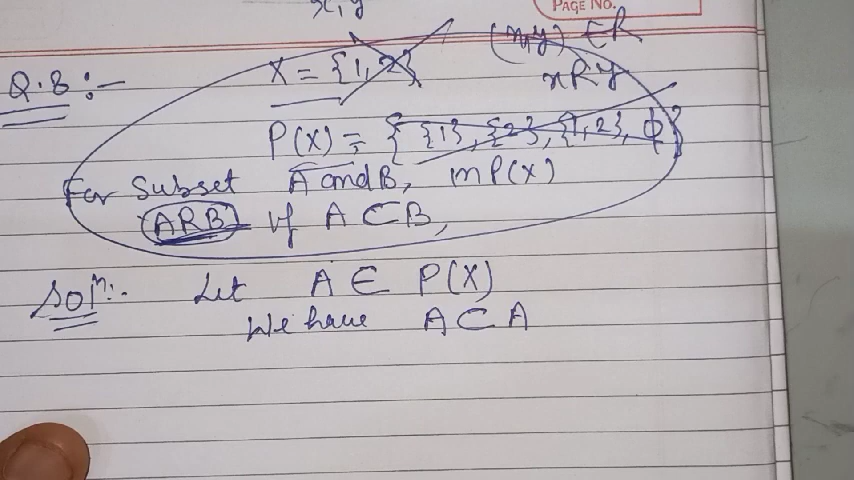 x, y
PAGE NO.
(x,y) ∈ R
Q.8 :- X = {1,2}
xRy
P(X) = { {1}, {2}, {1,2}, ϕ }
For subset A and B, in P(X)
ARB if A ⊂ B,
Solⁿ:- Let A ∈ P(X)
We have A ⊂ A